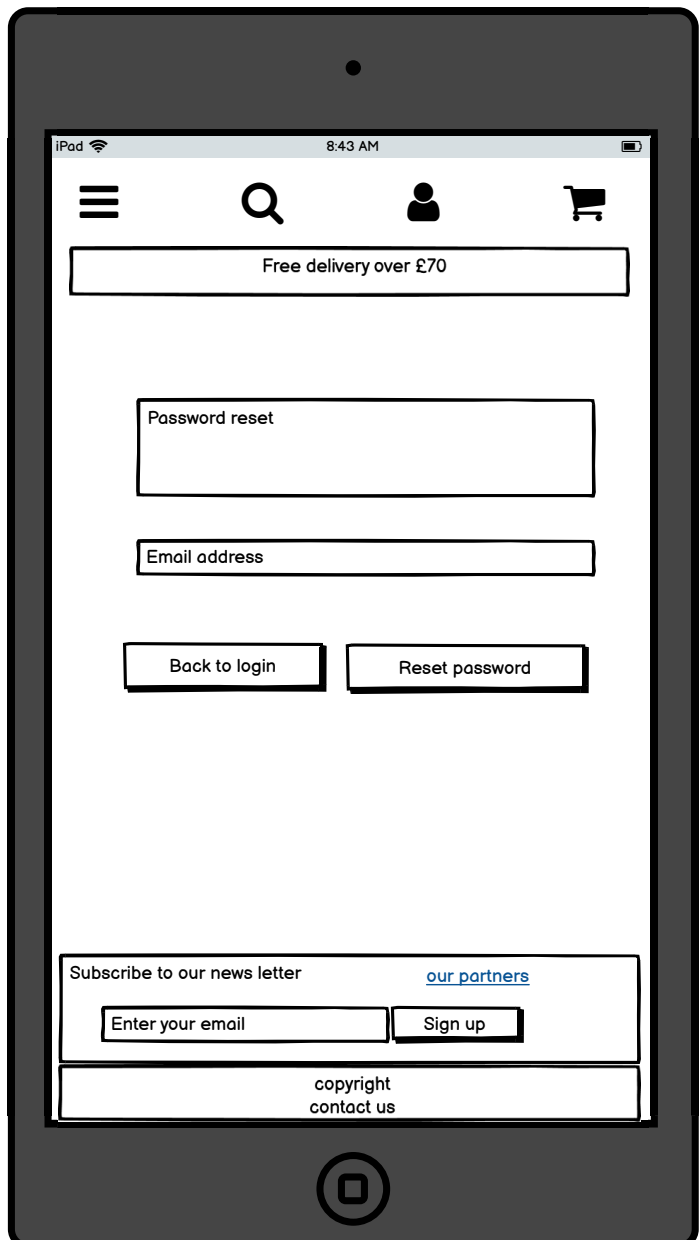 iPad 8:43 AM
Free delivery over £70
Password reset
Email address
Back to login Reset password
Subscribe to our news letter our partners
Enter your email Sign up
copyright
contact us